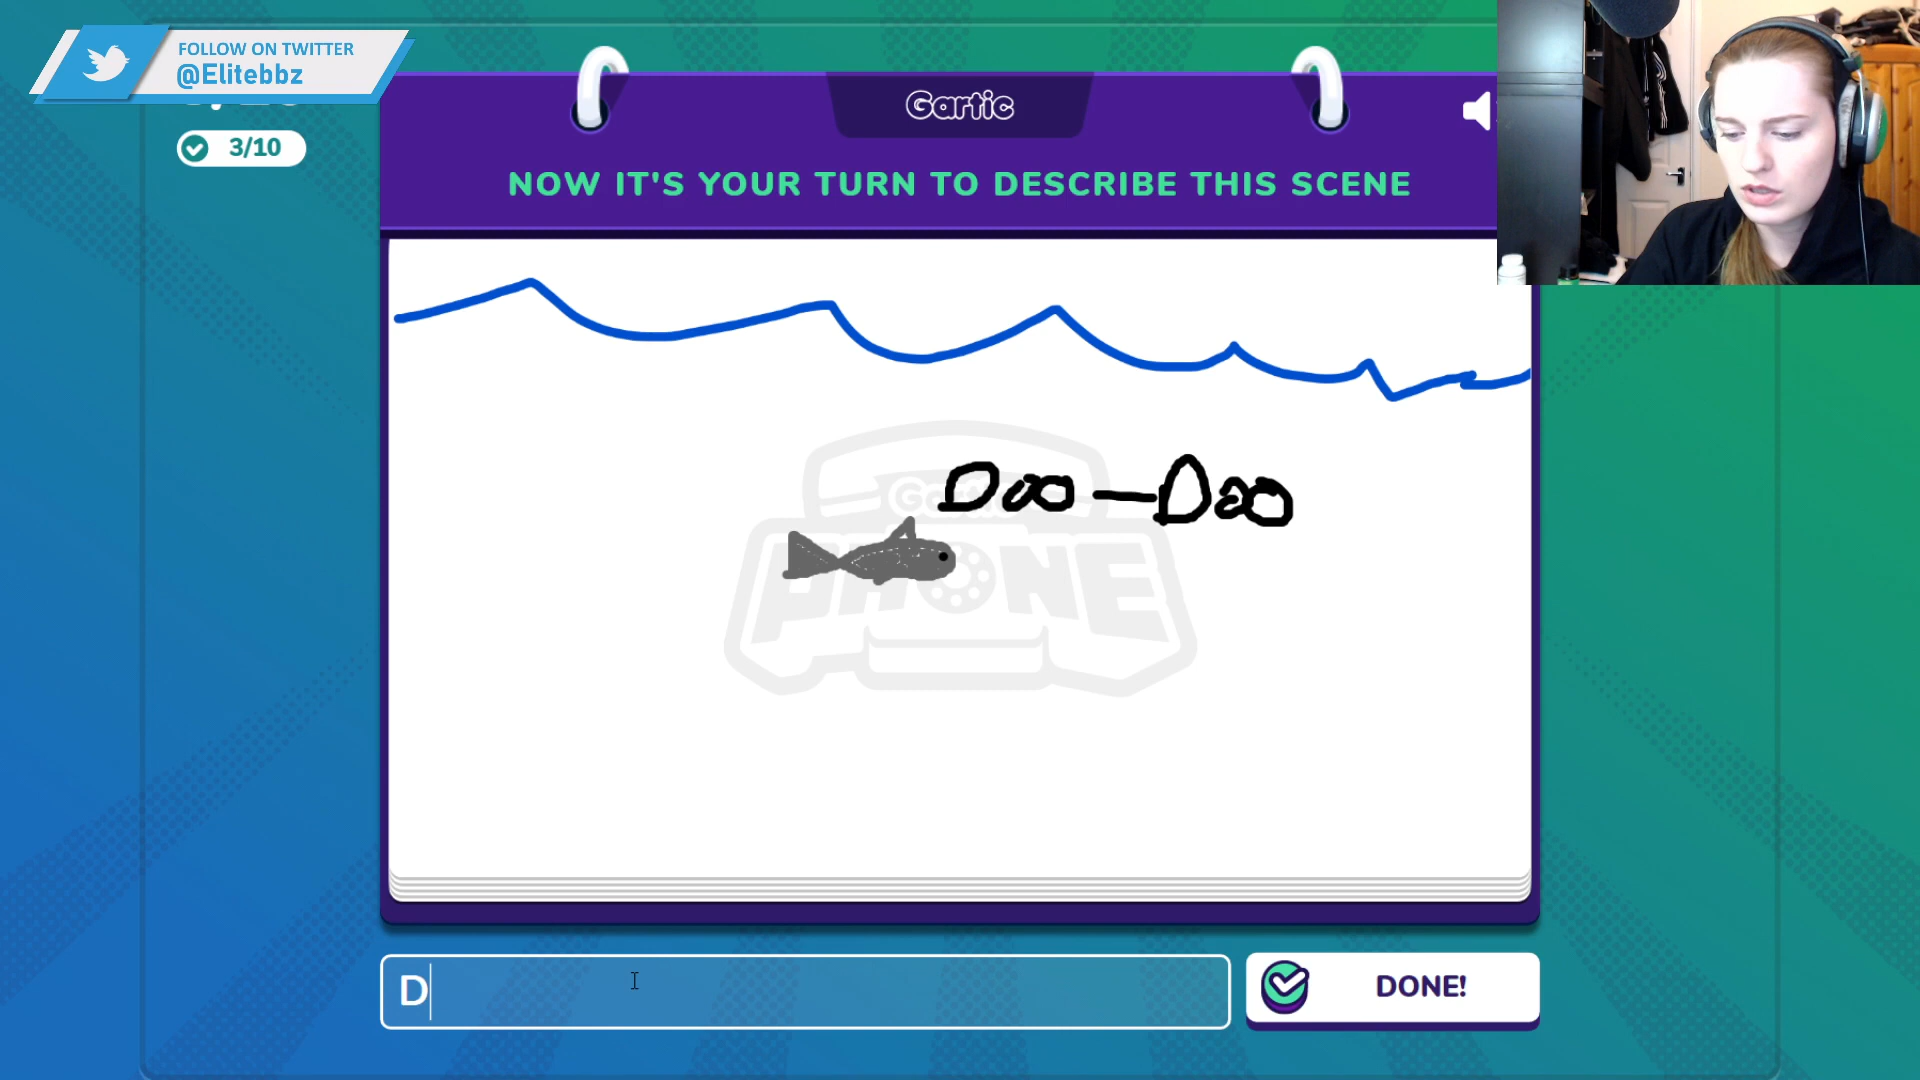 FOLLOW ON TWITTER
@Elitebbz
3/10
Gartic
NOW IT'S YOUR TURN TO DESCRIBE THIS SCENE
Doo-Doo
Gartic
PHONE
D
DONE!